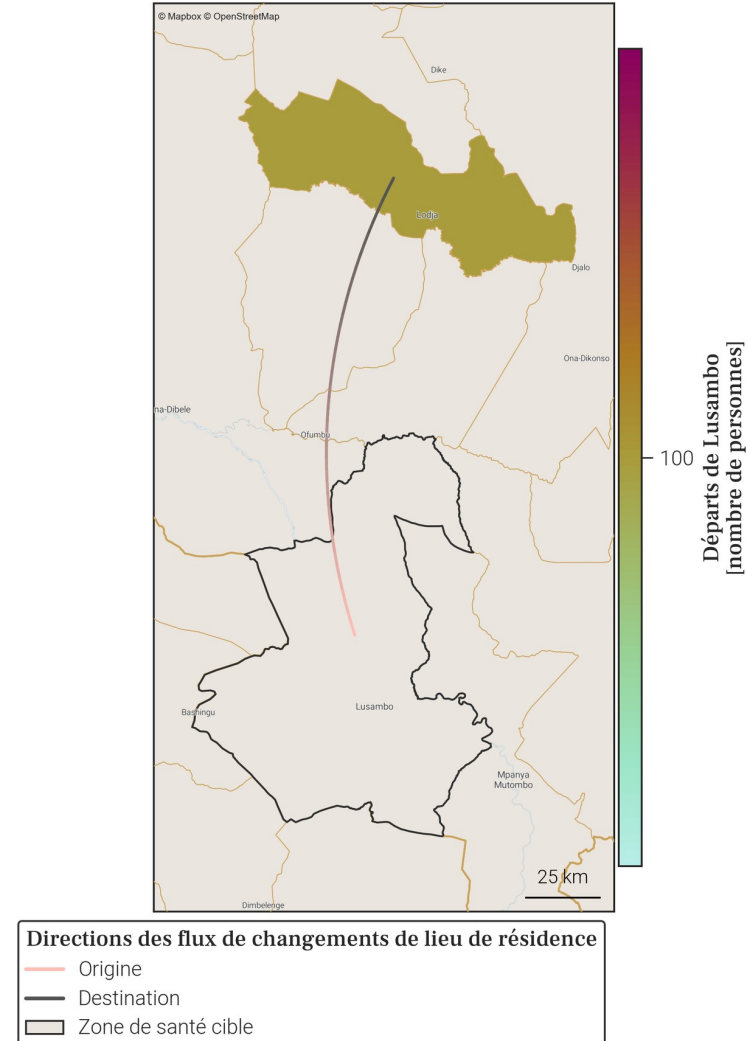 © Mapbox © OpenStreetMap
Dike
Lodja
Djalo
Ona-Dikonso
na-Dibele
Ofumbu
100
Départs de Lusambo
[nombre de personnes]
Lusambo
Bashingu
Mpanya
Mutombo
25 km
Dimbelenge
Directions des flux de changements de lieu de résidence
Origine
Destination
Zone de santé cible